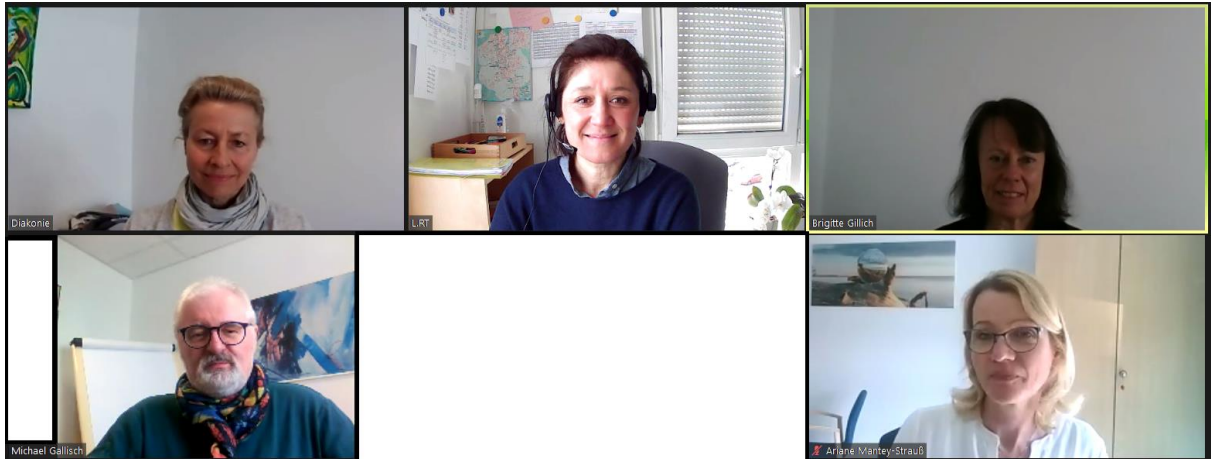 Diakonie
L.RT
Brigitte Gillich
Michael Gallisch
Ariane Mantey-Strauß